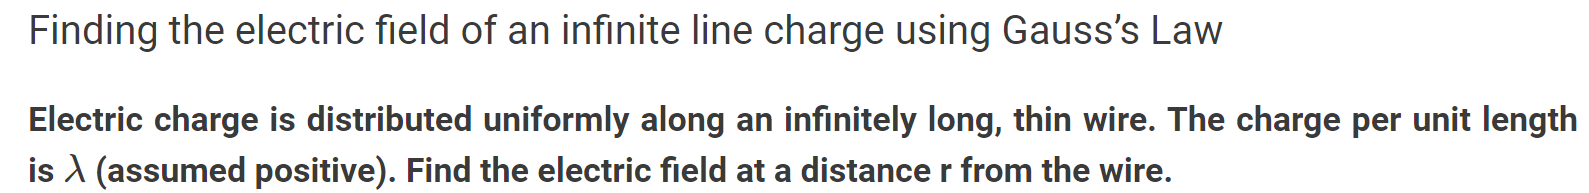 Finding the electric field of an infinite line charge using Gauss’s Law
Electric charge is distributed uniformly along an infinitely long, thin wire. The charge per unit length
is λ (assumed positive). Find the electric field at a distance r from the wire.